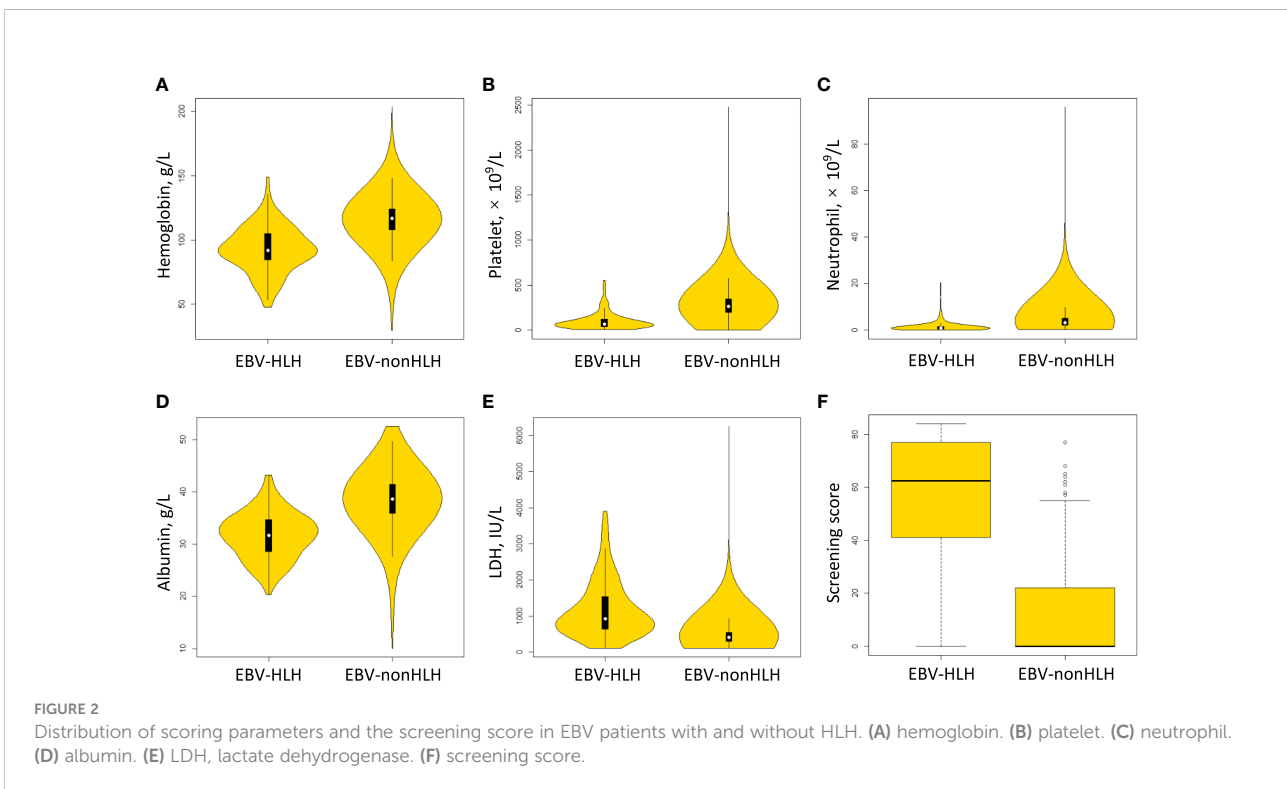 A
Hemoglobin, g/L
200
150
100
50
EBV-HLH EBV-nonHLH
B
Platelet, × 10⁹/L
2500
2000
1500
1000
500
0
EBV-HLH EBV-nonHLH
C
Neutrophil, × 10⁹/L
80
60
40
20
0
EBV-HLH EBV-nonHLH
D
Albumin, g/L
50
40
30
20
10
EBV-HLH EBV-nonHLH
E
LDH, IU/L
6000
5000
4000
3000
2000
1000
0
EBV-HLH EBV-nonHLH
F
Screening score
80
60
40
20
0
EBV-HLH EBV-nonHLH
FIGURE 2
Distribution of scoring parameters and the screening score in EBV patients with and without HLH. (A) hemoglobin. (B) platelet. (C) neutrophil.
(D) albumin. (E) LDH, lactate dehydrogenase. (F) screening score.